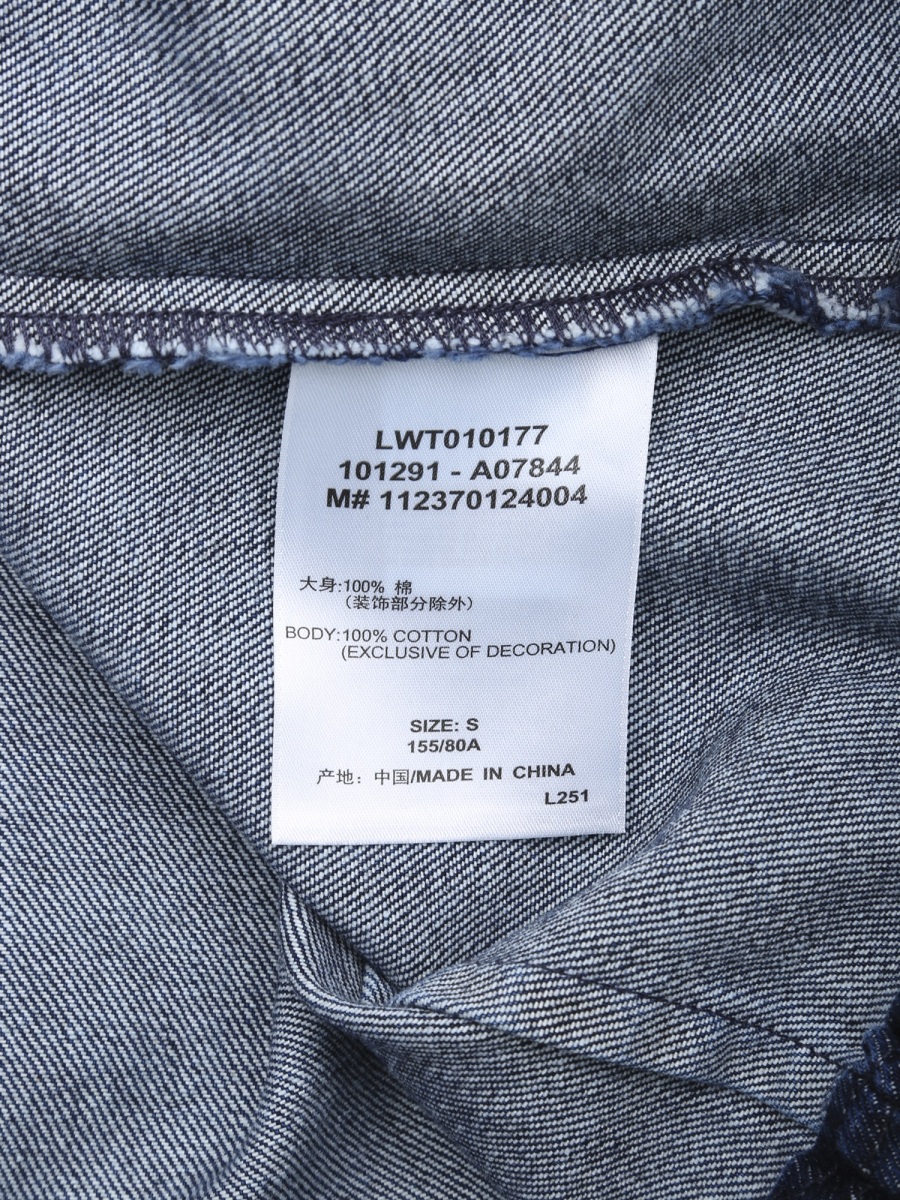 LWT010177
101291 - A07844
M# 112370124004
大身:100% 棉
(装饰部分除外)
BODY:100% COTTON
(EXCLUSIVE OF DECORATION)
SIZE: S
155/80A
产地: 中国/MADE IN CHINA
L251